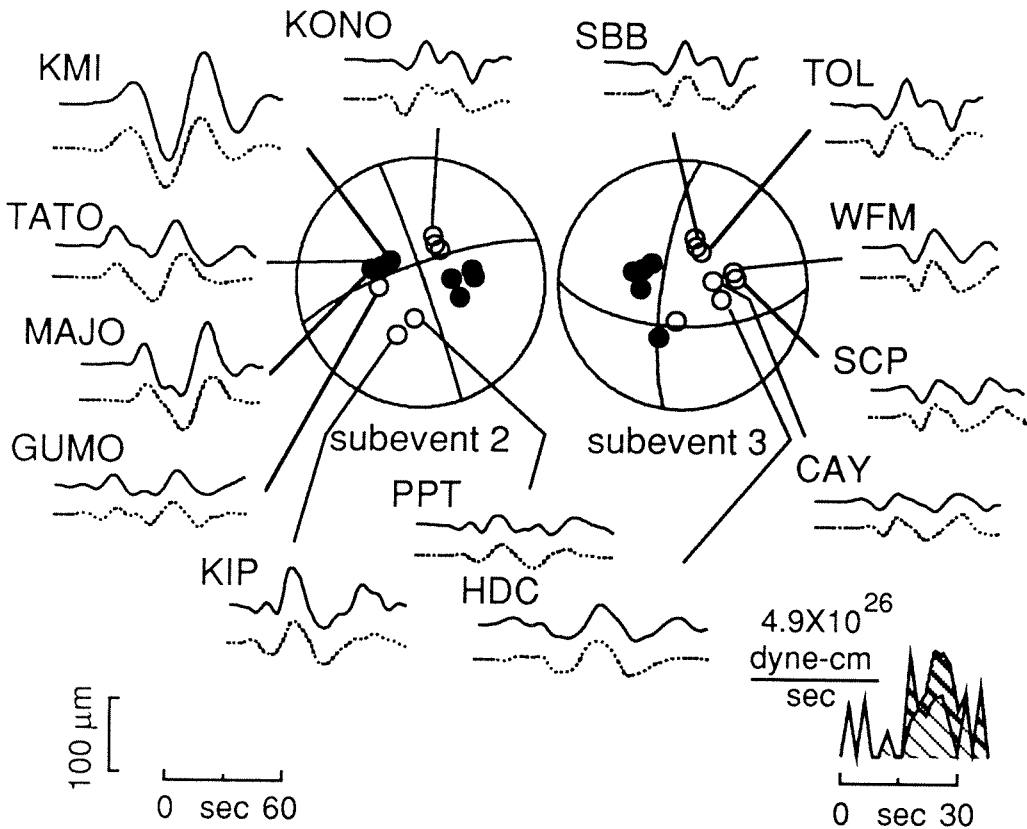 KONO
SBB
KMI
TOL
TATO
WFM
MAJO
SCP
subevent 2
subevent 3
GUMO
CAY
PPT
KIP
HDC
4.9X10^26
dyne-cm
sec
100 μm
0 sec 60
0 sec 30